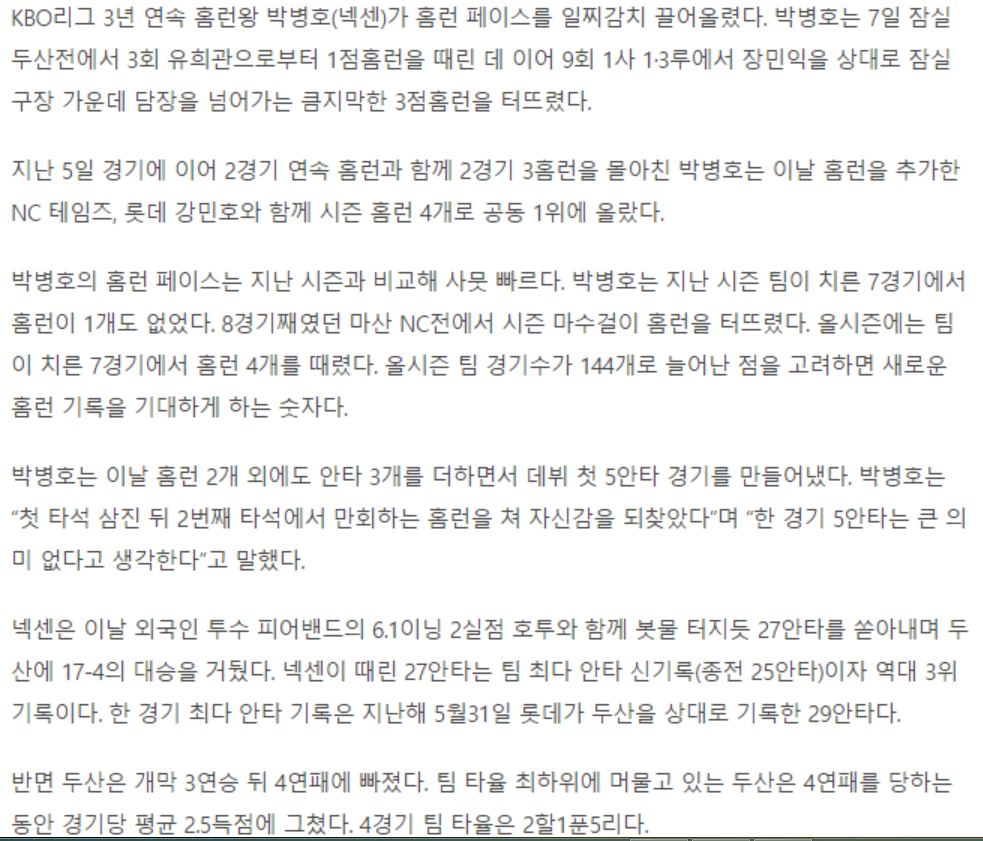 KBO리그 3년 연속 홈런왕 박병호(넥센)가 홈런 페이스를 일찌감치 끌어올렸다. 박병호는 7일 잠실
두산전에서 3회 유희관으로부터 1점홈런을 때린 데 이어 9회 1사 1·3루에서 장민익을 상대로 잠실
구장 가운데 담장을 넘어가는 큼지막한 3점홈런을 터뜨렸다.
지난 5일 경기에 이어 2경기 연속 홈런과 함께 2경기 3홈런을 몰아친 박병호는 이날 홈런을 추가한
NC 테임즈, 롯데 강민호와 함께 시즌 홈런 4개로 공동 1위에 올랐다.
박병호의 홈런 페이스는 지난 시즌과 비교해 사뭇 빠르다. 박병호는 지난 시즌 팀이 치른 7경기에서
홈런이 1개도 없었다. 8경기째였던 마산 NC전에서 시즌 마수걸이 홈런을 터뜨렸다. 올시즌에는 팀
이 치른 7경기에서 홈런 4개를 때렸다. 올시즌 팀 경기수가 144개로 늘어난 점을 고려하면 새로운
홈런 기록을 기대하게 하는 숫자다.
박병호는 이날 홈런 2개 외에도 안타 3개를 더하면서 데뷔 첫 5안타 경기를 만들어냈다. 박병호는
“첫 타석 삼진 뒤 2번째 타석에서 만회하는 홈런을 쳐 자신감을 되찾았다”며 “한 경기 5안타는 큰 의
미 없다고 생각한다”고 말했다.
넥센은 이날 외국인 투수 피어밴드의 6.1이닝 2실점 호투와 함께 봇물 터지듯 27안타를 쏟아내며 두
산에 17-4의 대승을 거뒀다. 넥센이 때린 27안타는 팀 최다 안타 신기록(종전 25안타)이자 역대 3위
기록이다. 한 경기 최다 안타 기록은 지난해 5월31일 롯데가 두산을 상대로 기록한 29안타다.
반면 두산은 개막 3연승 뒤 4연패에 빠졌다. 팀 타율 최하위에 머물고 있는 두산은 4연패를 당하는
동안 경기당 평균 2.5득점에 그쳤다. 4경기 팀 타율은 2할1푼5리다.